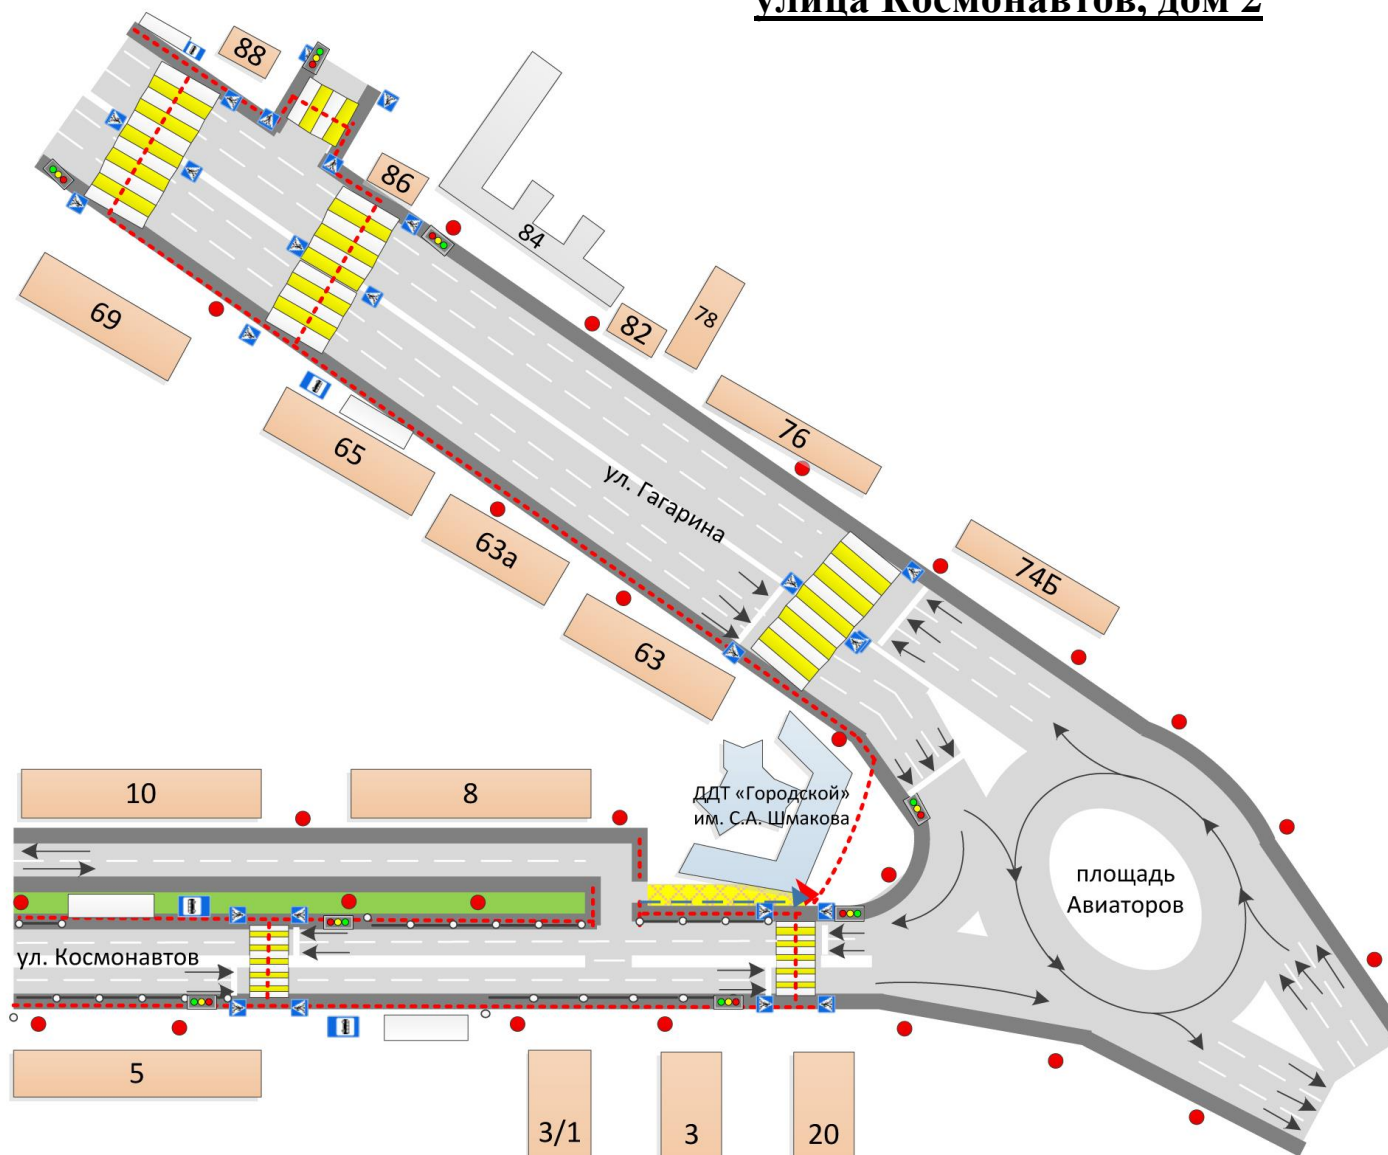 улица Космонавтов, дом 2
88
86
84
69
82
78
65
76
ул. Гагарина
63а
74Б
63
10
8
ДДТ «Городской»
им. С.А. Шмакова
площадь
Авиаторов
ул. Космонавтов
5
3/1
3
20